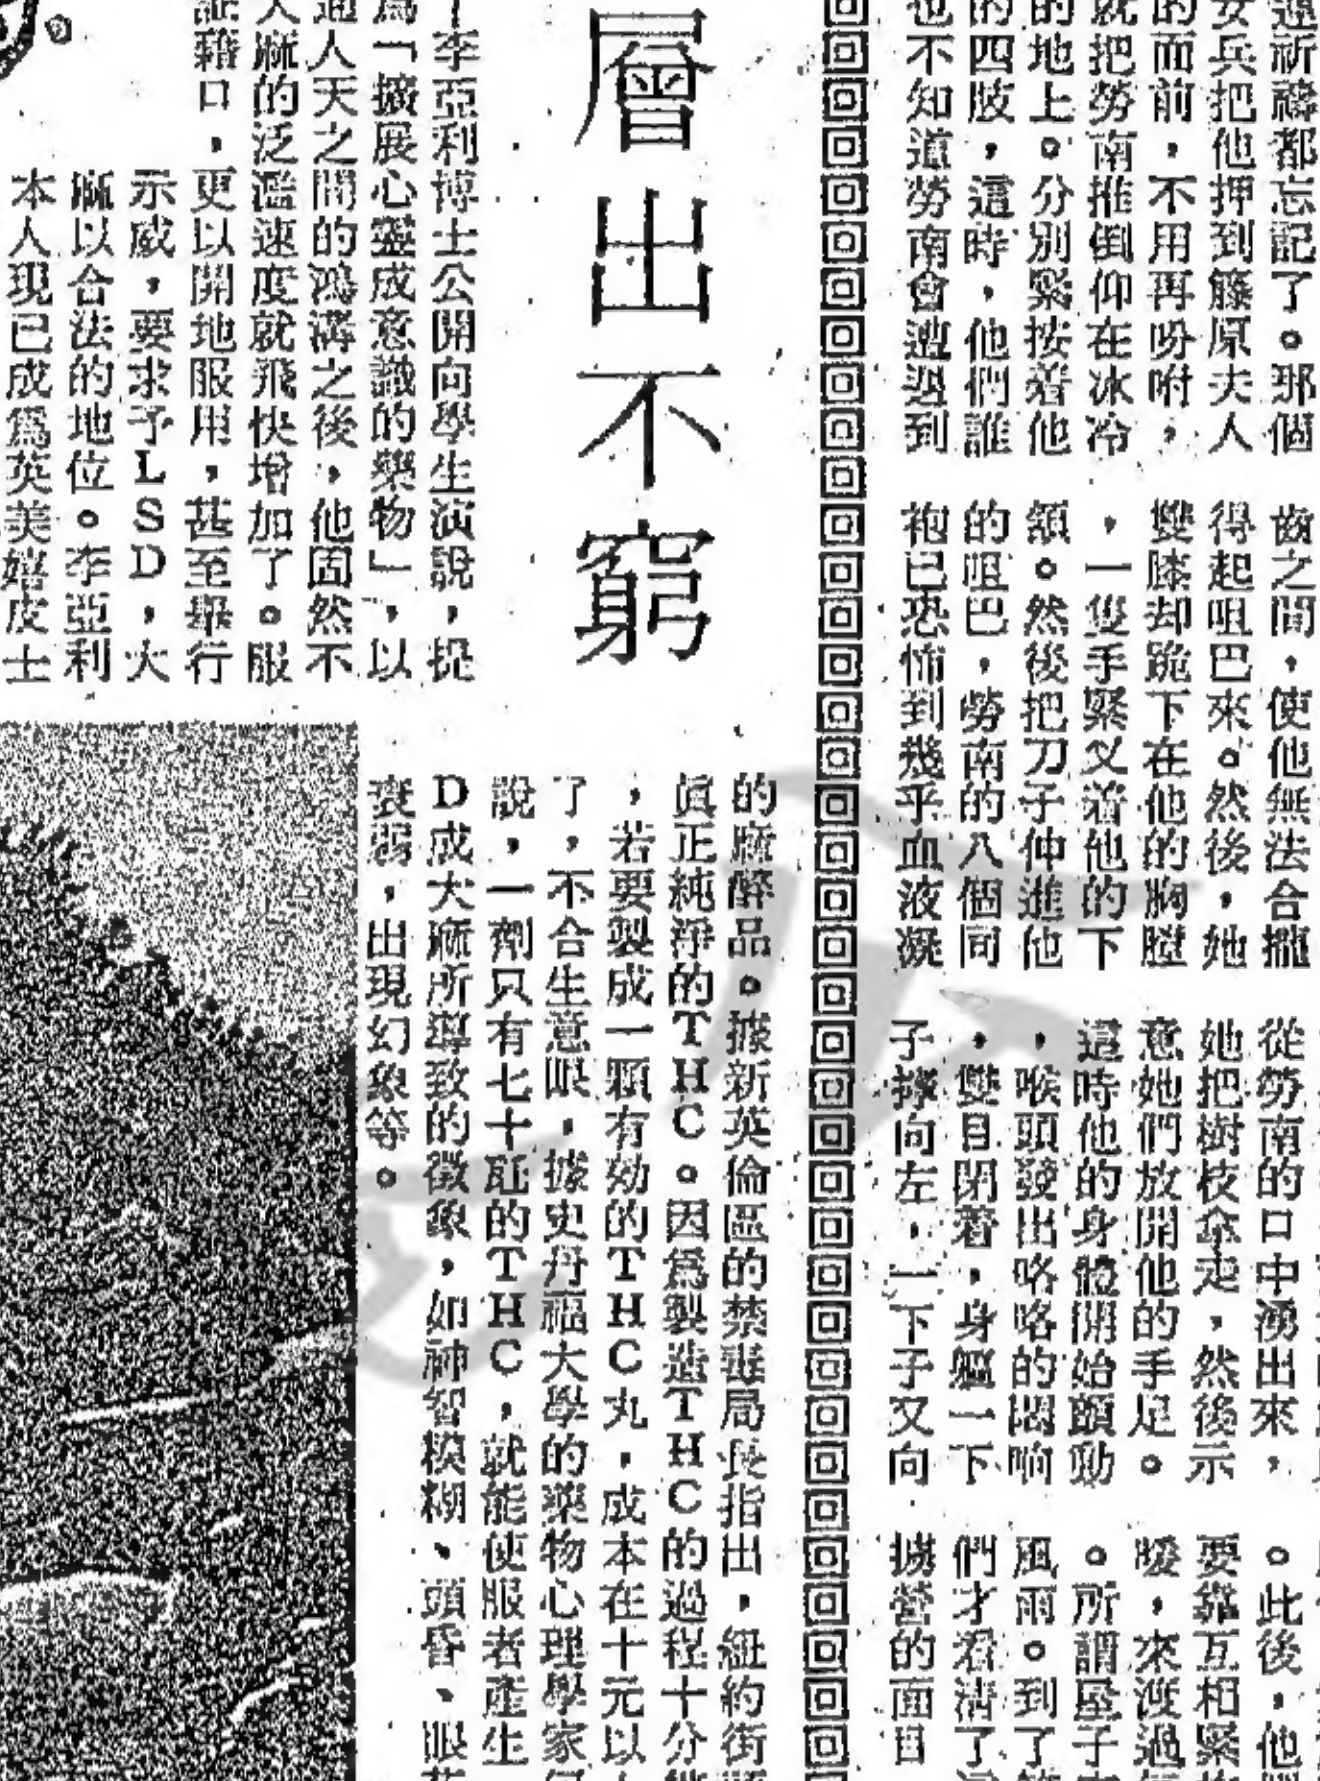 祈禱都忘記了。那個
女兵把他押到籐原夫人
的面前,不用再吩咐,
就把勞南推倒仰在冰冷
的地上。分別緊按着他
的四肢,這時,他們誰
也不知道勞南會遭遇到
齒之間,使他無法合攏
得起咀巴來。然後,她
雙膝却跪下在他的胸膛
,一隻手緊叉着他的下
頷。然後把刀子伸進他
的咀巴,勞南的八個同
袍已恐怖到幾乎血液凝
從勞南的口中湧出來,
她把樹枝拿走,然後示
意她們放開他的手足。
這時他的身體開始顫動
,喉頭發出咯咯的悶响
,雙目閉着,身軀一下
子摔向左,一下子又向
。此後,他
要靠互相緊
暖,來渡過
。所謂屋子
風雨。到了
們才看清了
擄營的面目
層出不窮
李亞利博士公開向學生演說,提
爲「擴展心靈成意識的藥物」,以
通人天之間的鴻溝之後,他固然不
大麻的泛濫速度就飛快增加了。服
藉口,更以開地服用,甚至舉行
示威,要求予LSD,大
麻以合法的地位。李亞利
本人現已成爲英美嬉皮士
的麻醉品。據新英倫區的禁毒局長指出,紐約街
眞正純淨的THC。因爲製造THC的過程十分
,若要製成一顆有効的THC丸,成本在十元以
了,不合生意眼,據史丹福大學的藥物心理學家
說,一劑只有七十瓱的THC,就能使服者產生
D成大麻所導致的徵象,如神智模糊、頭昏、眼
衰弱,出現幻象等。